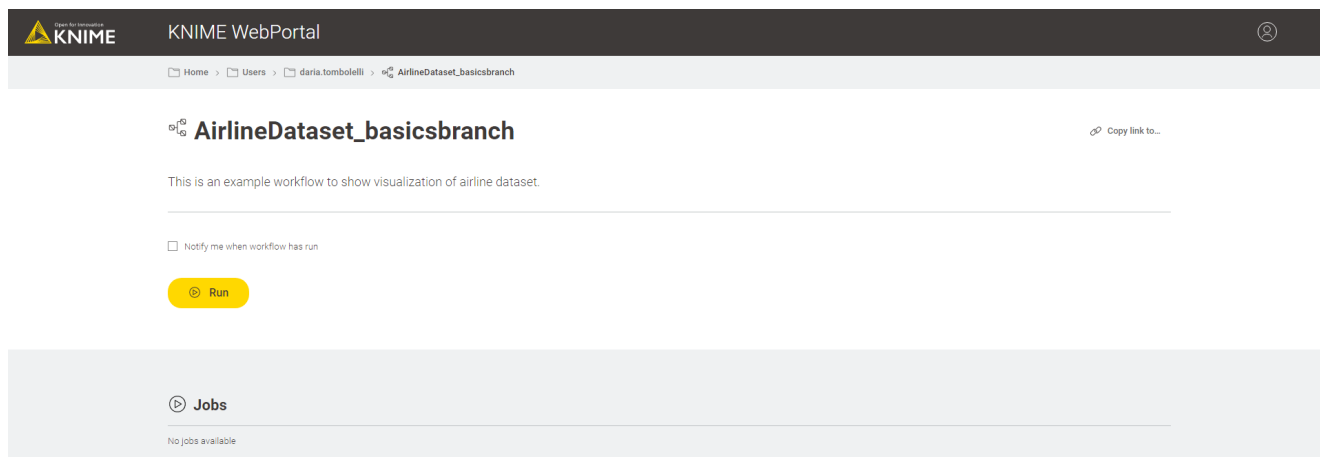 Open for Innovation
KNIME
KNIME WebPortal
Home > Users > daria.tombolelli > AirlineDataset_basicsbranch
AirlineDataset_basicsbranch
Copy link to...
This is an example workflow to show visualization of airline dataset.
Notify me when workflow has run
Run
Jobs
No jobs available